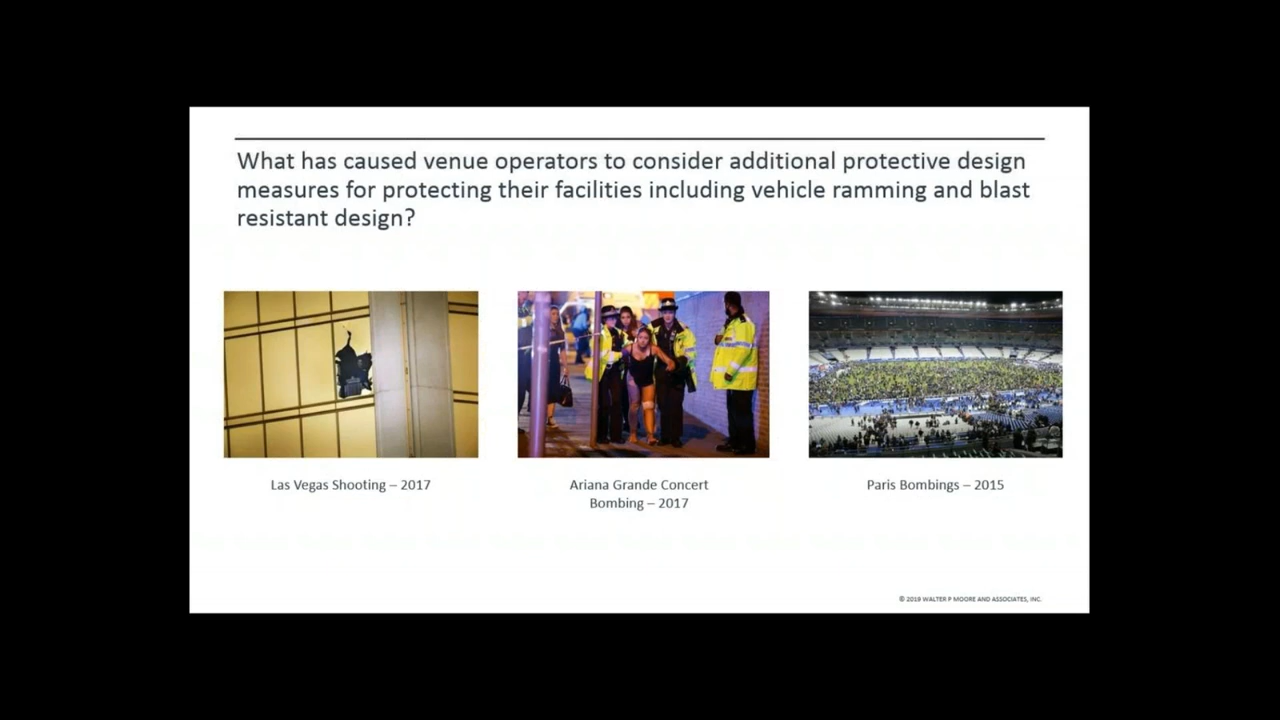 What has caused venue operators to consider additional protective design
measures for protecting their facilities including vehicle ramming and blast
resistant design?
Las Vegas Shooting – 2017
Ariana Grande Concert
Bombing – 2017
Paris Bombings – 2015
© 2019 WALTER P MOORE AND ASSOCIATES, INC.